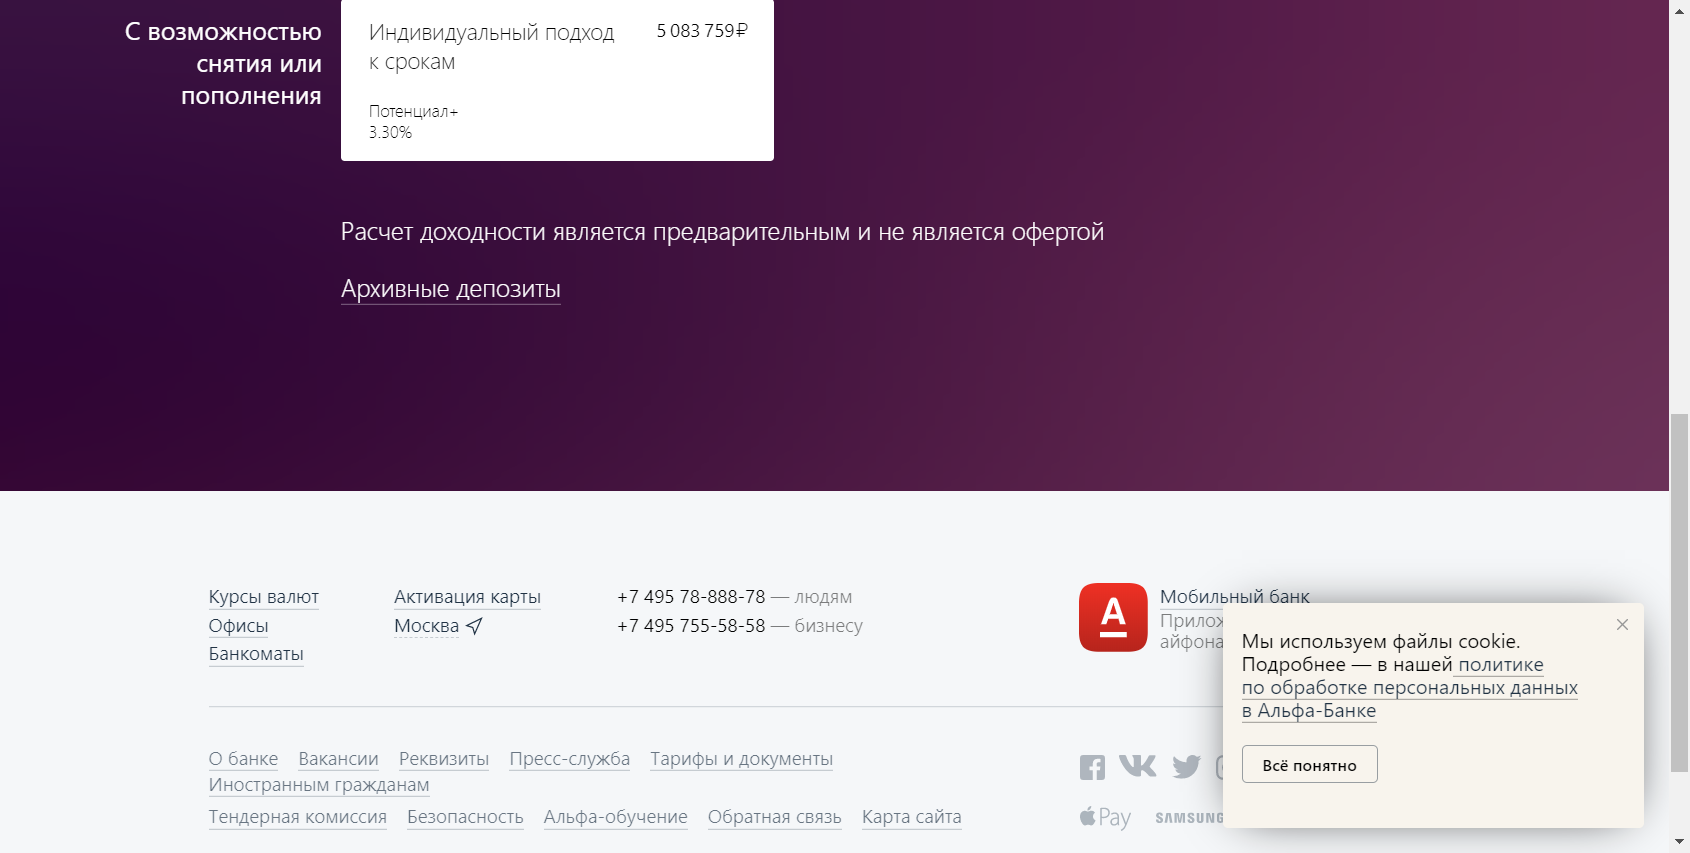 С возможностью
снятия или
пополнения
Индивидуальный подход
к срокам
5 083 759 ₽
Потенциал+
3.30%
Расчет доходности является предварительным и не является офертой
Архивные депозиты
Курсы валют
Офисы
Банкоматы
Активация карты
Москва
+7 495 78-888-78 — людям
+7 495 755-58-58 — бизнесу
А
Мобильный банк
Мы используем файлы cookie.
Подробнее — в нашей политике
по обработке персональных данных
в Альфа-Банке
Всё понятно
О банке Вакансии Реквизиты Пресс-служба Тарифы и документы
Иностранным гражданам
Тендерная комиссия Безопасность Альфа-обучение Обратная связь Карта сайта
Pay SAMSUNG